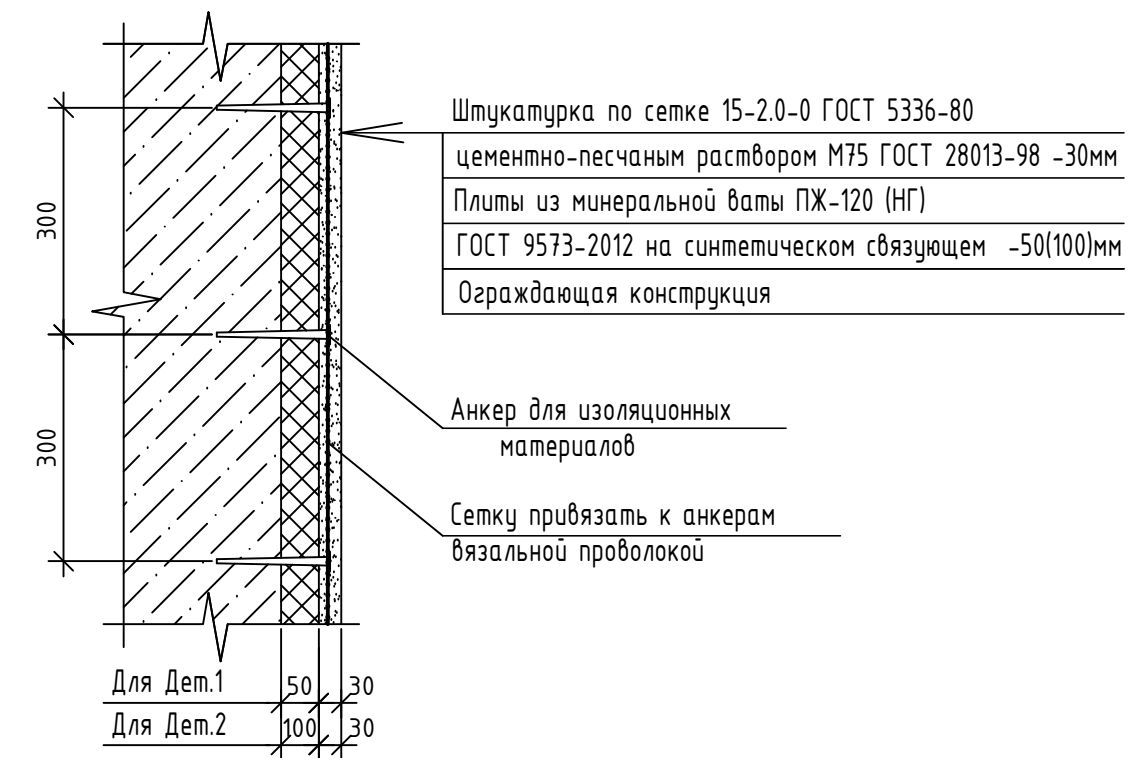 Штукатурка по сетке 15-2.0-0 ГОСТ 5336-80
цементно-песчаным раствором М75 ГОСТ 28013-98 -30мм
Плиты из минеральной ваты ПЖ-120 (НГ)
ГОСТ 9573-2012 на синтетическом связующем -50(100)мм
Ограждающая конструкция
300
300
Анкер для изоляционных
материалов
Сетку привязать к анкерам
вязальной проволокой
Для Дет.1 50 30
Для Дет.2 100 30